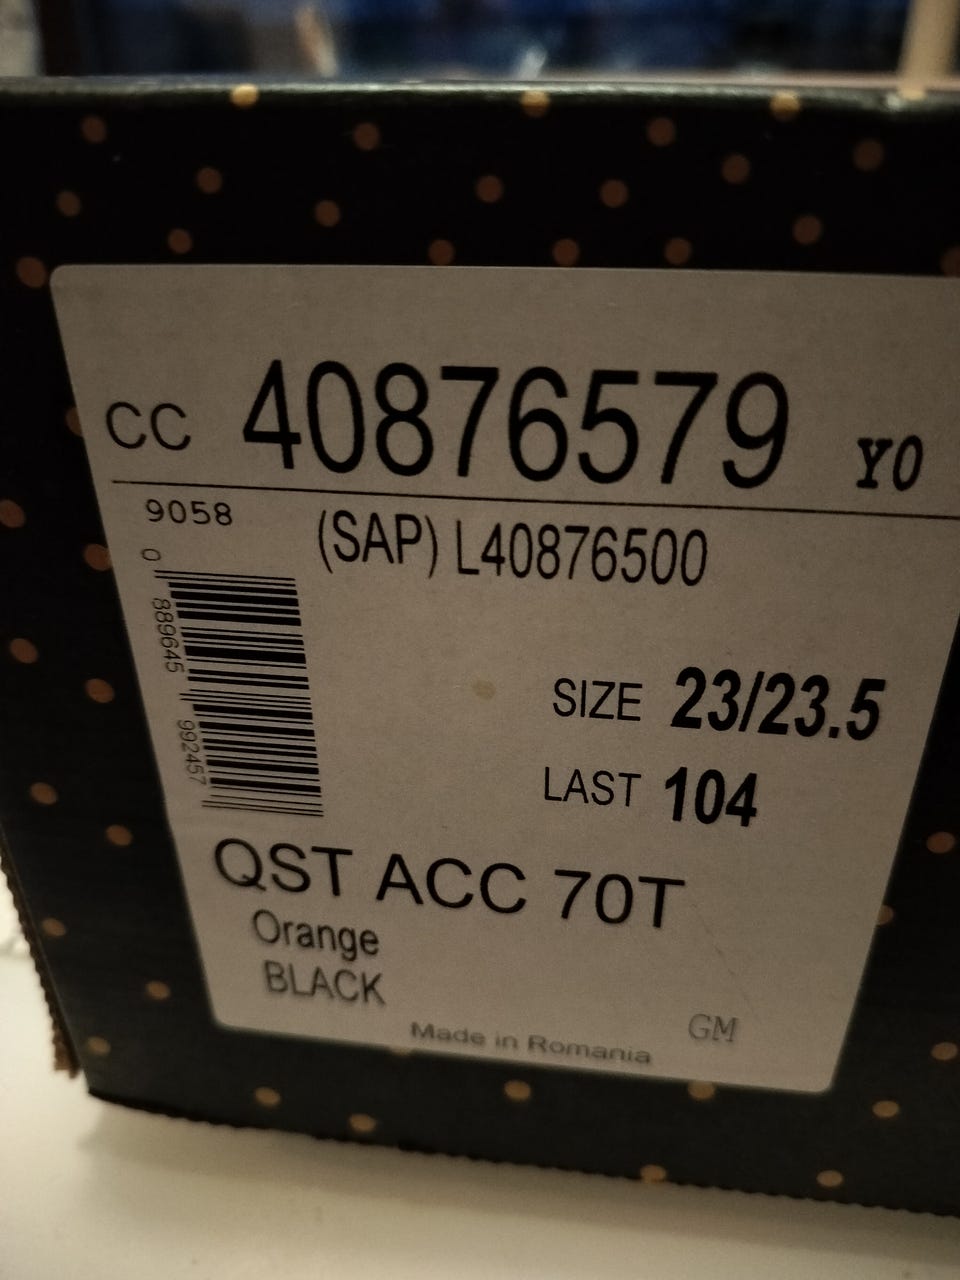 CC 40876579 Y0
9058 (SAP) L40876500
0 889645 992457
SIZE 23/23.5
LAST 104
QST ACC 70T
Orange
BLACK
GM
Made in Romania